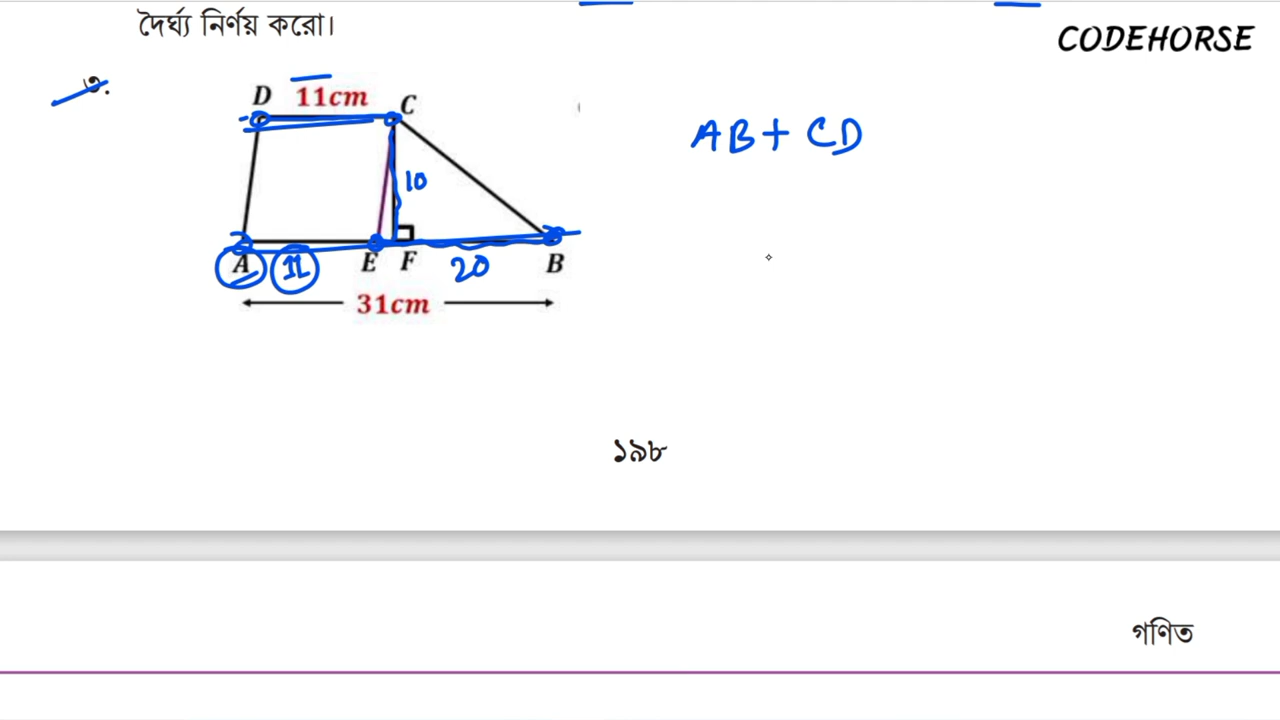 দৈর্ঘ্য নির্ণয় করো।
CODEHORSE
৩.
D 11cm C
AB + CD
10
A 11 E F 20 B
31cm
১৯৮
গণিত